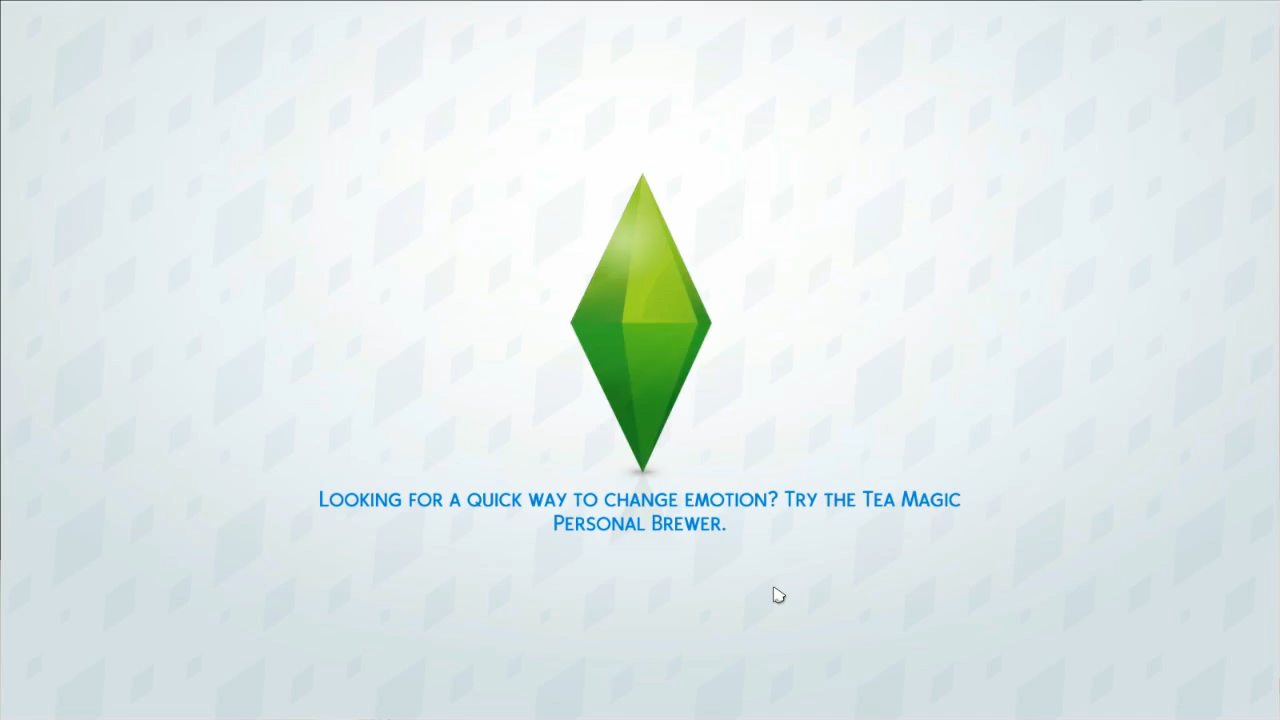 Looking for a quick way to change emotion? Try the Tea Magic
Personal Brewer.